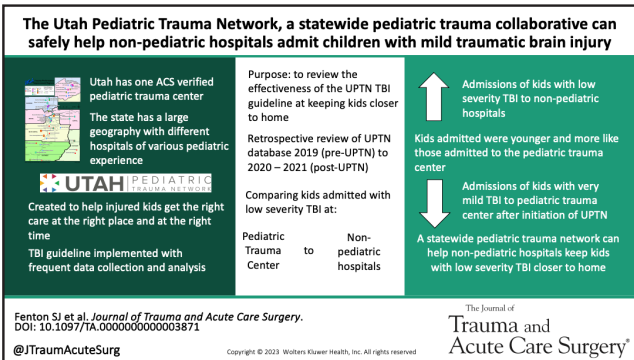 The Utah Pediatric Trauma Network, a statewide pediatric trauma collaborative can
safely help non-pediatric hospitals admit children with mild traumatic brain injury
Utah has one ACS verified
pediatric trauma center
The state has a large
geography with different
hospitals of various pediatric
experience
UTAH PEDIATRIC
TRAUMA NETWORK
Created to help injured kids get the right
care at the right place and at the right
time
TBI guideline implemented with
frequent data collection and analysis
Purpose: to review the
effectiveness of the UPTN TBI
guideline at keeping kids closer
to home
Retrospective review of UPTN
database 2019 (pre-UPTN) to
2020 – 2021 (post-UPTN)
Comparing kids admitted with
low severity TBI at:
Pediatric
Trauma
Center
to
Non-
pediatric
hospitals
Admissions of kids with low
severity TBI to non-pediatric
hospitals
Kids admitted were younger and more like
those admitted to the pediatric trauma
center
Admissions of kids with very
mild TBI to pediatric trauma
center after initiation of UPTN
A statewide pediatric trauma network can
help non-pediatric hospitals keep kids
with low severity TBI closer to home
Fenton SJ et al. Journal of Trauma and Acute Care Surgery.
DOI: 10.1097/TA.0000000000003871
@JTraumAcuteSurg
Copyright © 2023 Wolters Kluwer Health, Inc. All rights reserved
The Journal of
Trauma and
Acute Care Surgery®